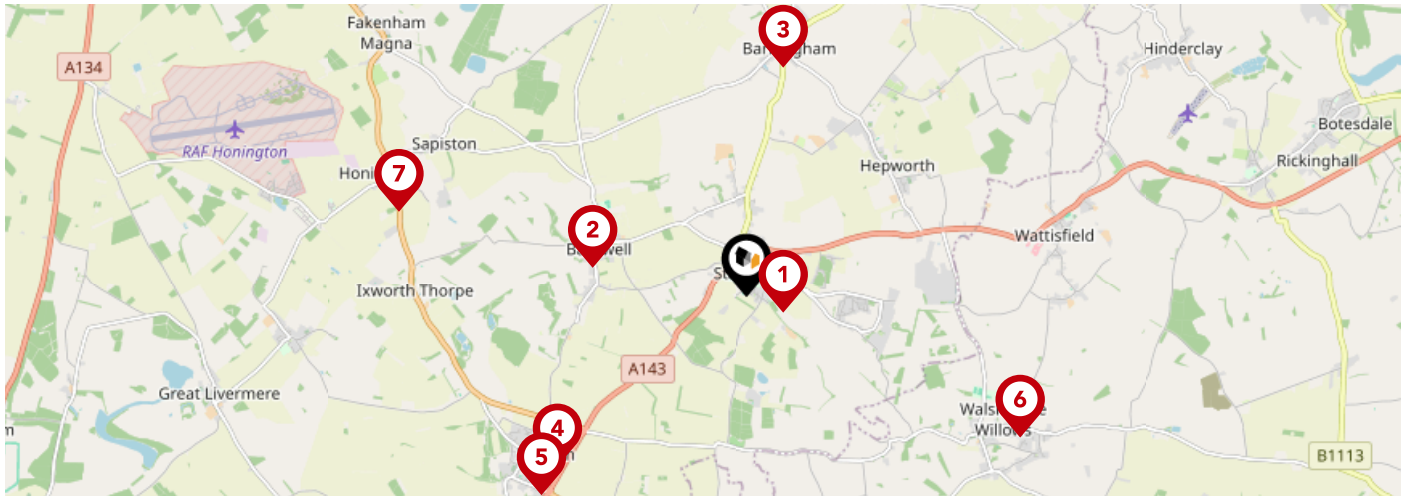 Fakenham
Magna
3
Hinderclay
A134
Botesdale
RAF Honington
Sapiston
Rickinghall
Hepworth
7
2
Wattisfield
1
Ixworth Thorpe
A143
Great Livermere
6
4
5
B1113